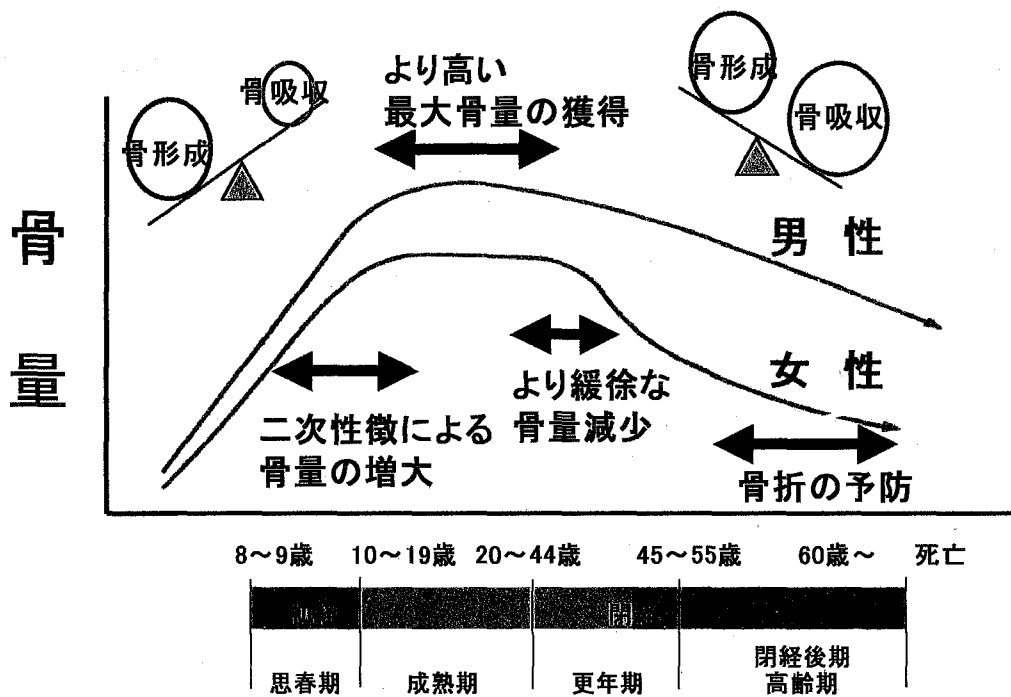 骨形成
骨吸収
より高い
最大骨量の獲得
骨形成
骨吸収
骨量
男性
女性
二次性徴による
骨量の増大
より緩徐な
骨量減少
骨折の予防
8〜9歳
10〜19歳
20〜44歳
45〜55歳
60歳〜
死亡
閉
思春期
成熟期
更年期
閉経後期
高齢期